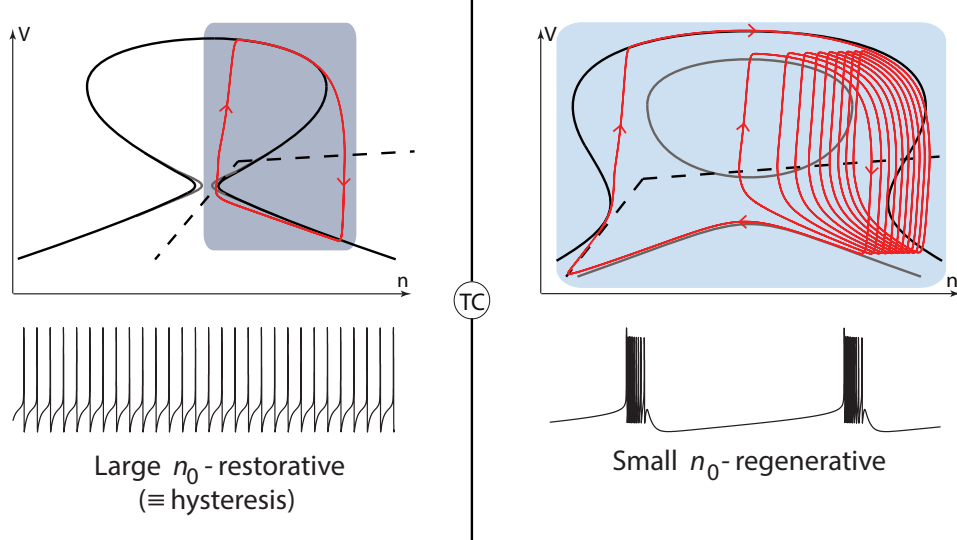 V
n
V
n
TC
Large n0 - restorative
(≡ hysteresis)
Small n0 - regenerative